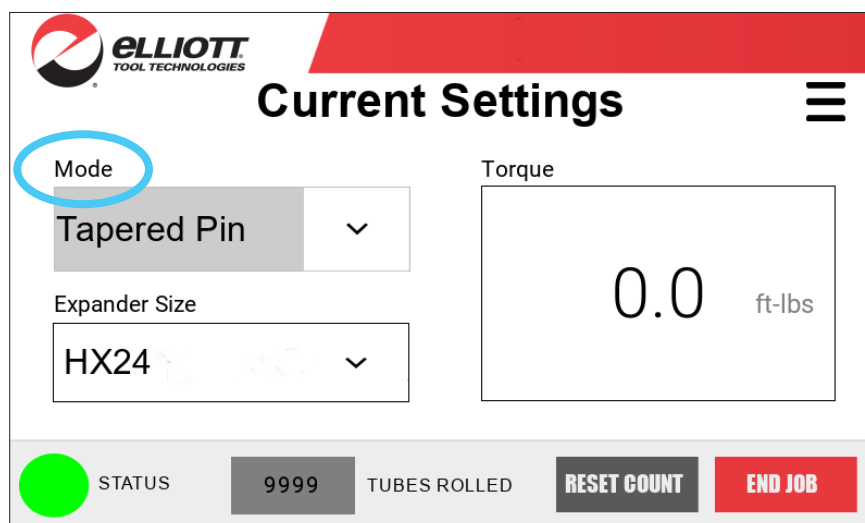 ELLIOTT
TOOL TECHNOLOGIES
Current Settings
Mode
Tapered Pin
Expander Size
HX24
Torque
0.0 ft-lbs
STATUS 9999 TUBES ROLLED RESET COUNT END JOB